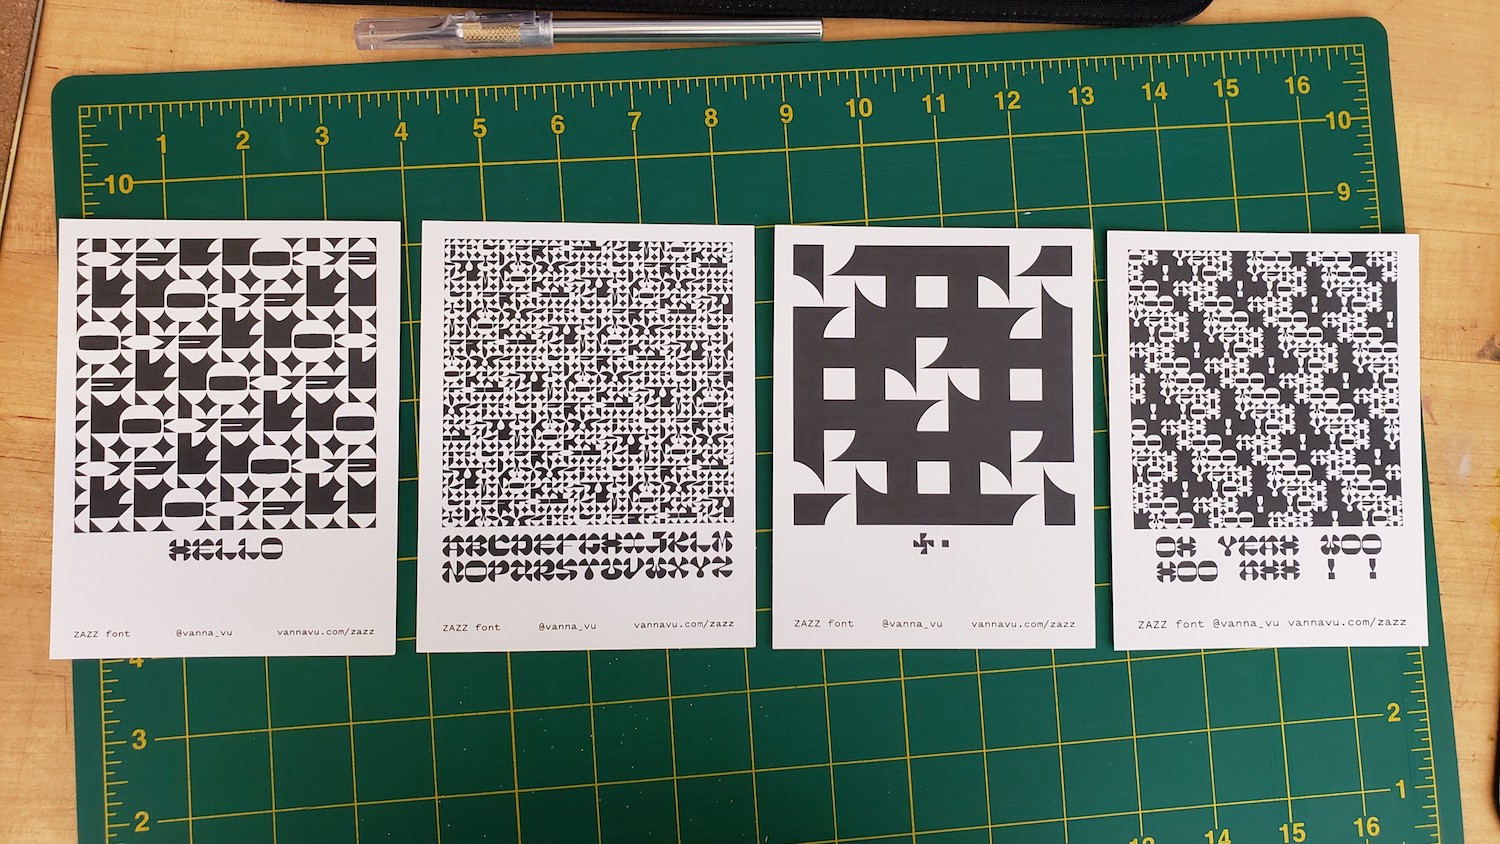 1 2 3 4 5 6 7 8 9 10 11 12 13 14 15 16
10 10
9
HELLO
ZAZZ font @vanna_vu vannavu.com/zazz
ABCDEFGHIJKLM
NOPQRSTUVWXYZ
ZAZZ font @vanna_vu vannavu.com/zazz
ZAZZ font @vanna_vu vannavu.com/zazz
OH YEAH WOO
HOO AHH ! !
ZAZZ font @vanna_vu vannavu.com/zazz
4
3 2
2 1
14 15 16